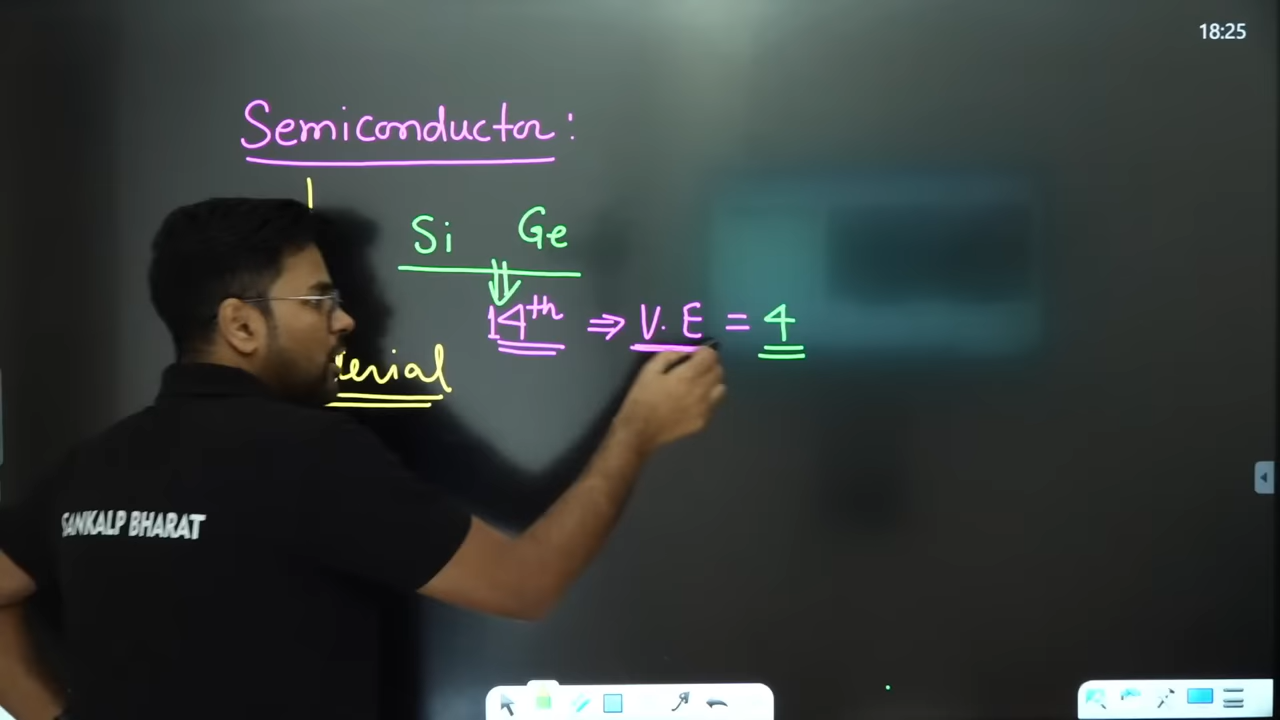 18:25
Semiconductor:
Si Ge
14th ⇒ V.E = 4
erial
SANKALP BHARAT